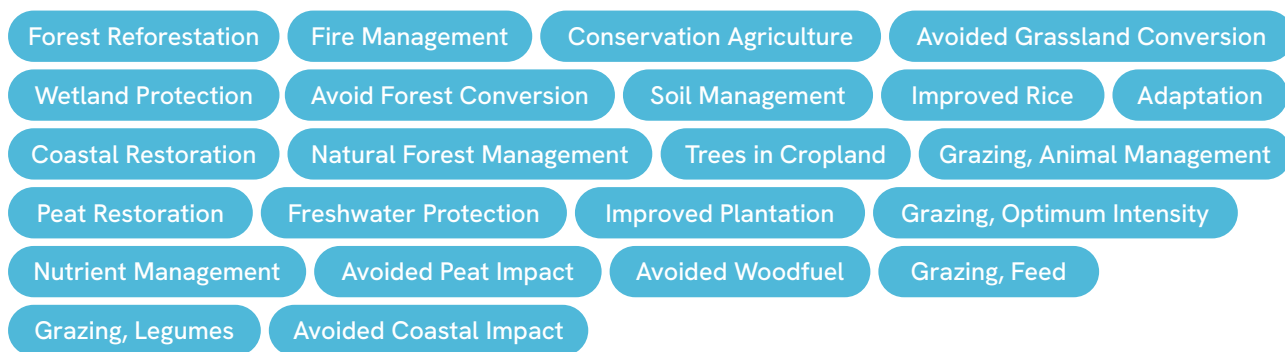 Forest Reforestation Fire Management Conservation Agriculture Avoided Grassland Conversion
Wetland Protection Avoid Forest Conversion Soil Management Improved Rice Adaptation
Coastal Restoration Natural Forest Management Trees in Cropland Grazing, Animal Management
Peat Restoration Freshwater Protection Improved Plantation Grazing, Optimum Intensity
Nutrient Management Avoided Peat Impact Avoided Woodfuel Grazing, Feed
Grazing, Legumes Avoided Coastal Impact